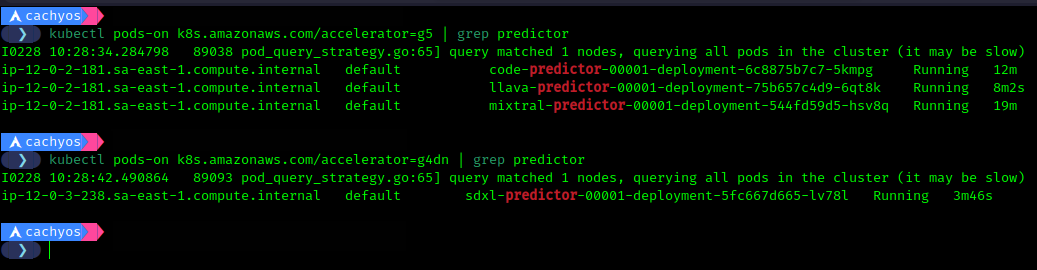 cachyos
❯ kubectl pods-on k8s.amazonaws.com/accelerator=g5 | grep predictor
I0228 10:28:34.284798 89038 pod_query_strategy.go:65] query matched 1 nodes, querying all pods in the cluster (it may be slow)
ip-12-0-2-181.sa-east-1.compute.internal default code-predictor-00001-deployment-6c8875b7c7-5kmpg Running 12m
ip-12-0-2-181.sa-east-1.compute.internal default llava-predictor-00001-deployment-75b657c4d9-6qt8k Running 8m2s
ip-12-0-2-181.sa-east-1.compute.internal default mixtral-predictor-00001-deployment-544fd59d5-hsv8q Running 19m
cachyos
❯ kubectl pods-on k8s.amazonaws.com/accelerator=g4dn | grep predictor
I0228 10:28:42.490864 89093 pod_query_strategy.go:65] query matched 1 nodes, querying all pods in the cluster (it may be slow)
ip-12-0-3-238.sa-east-1.compute.internal default sdxl-predictor-00001-deployment-5fc667d665-lv78l Running 3m46s
cachyos
❯